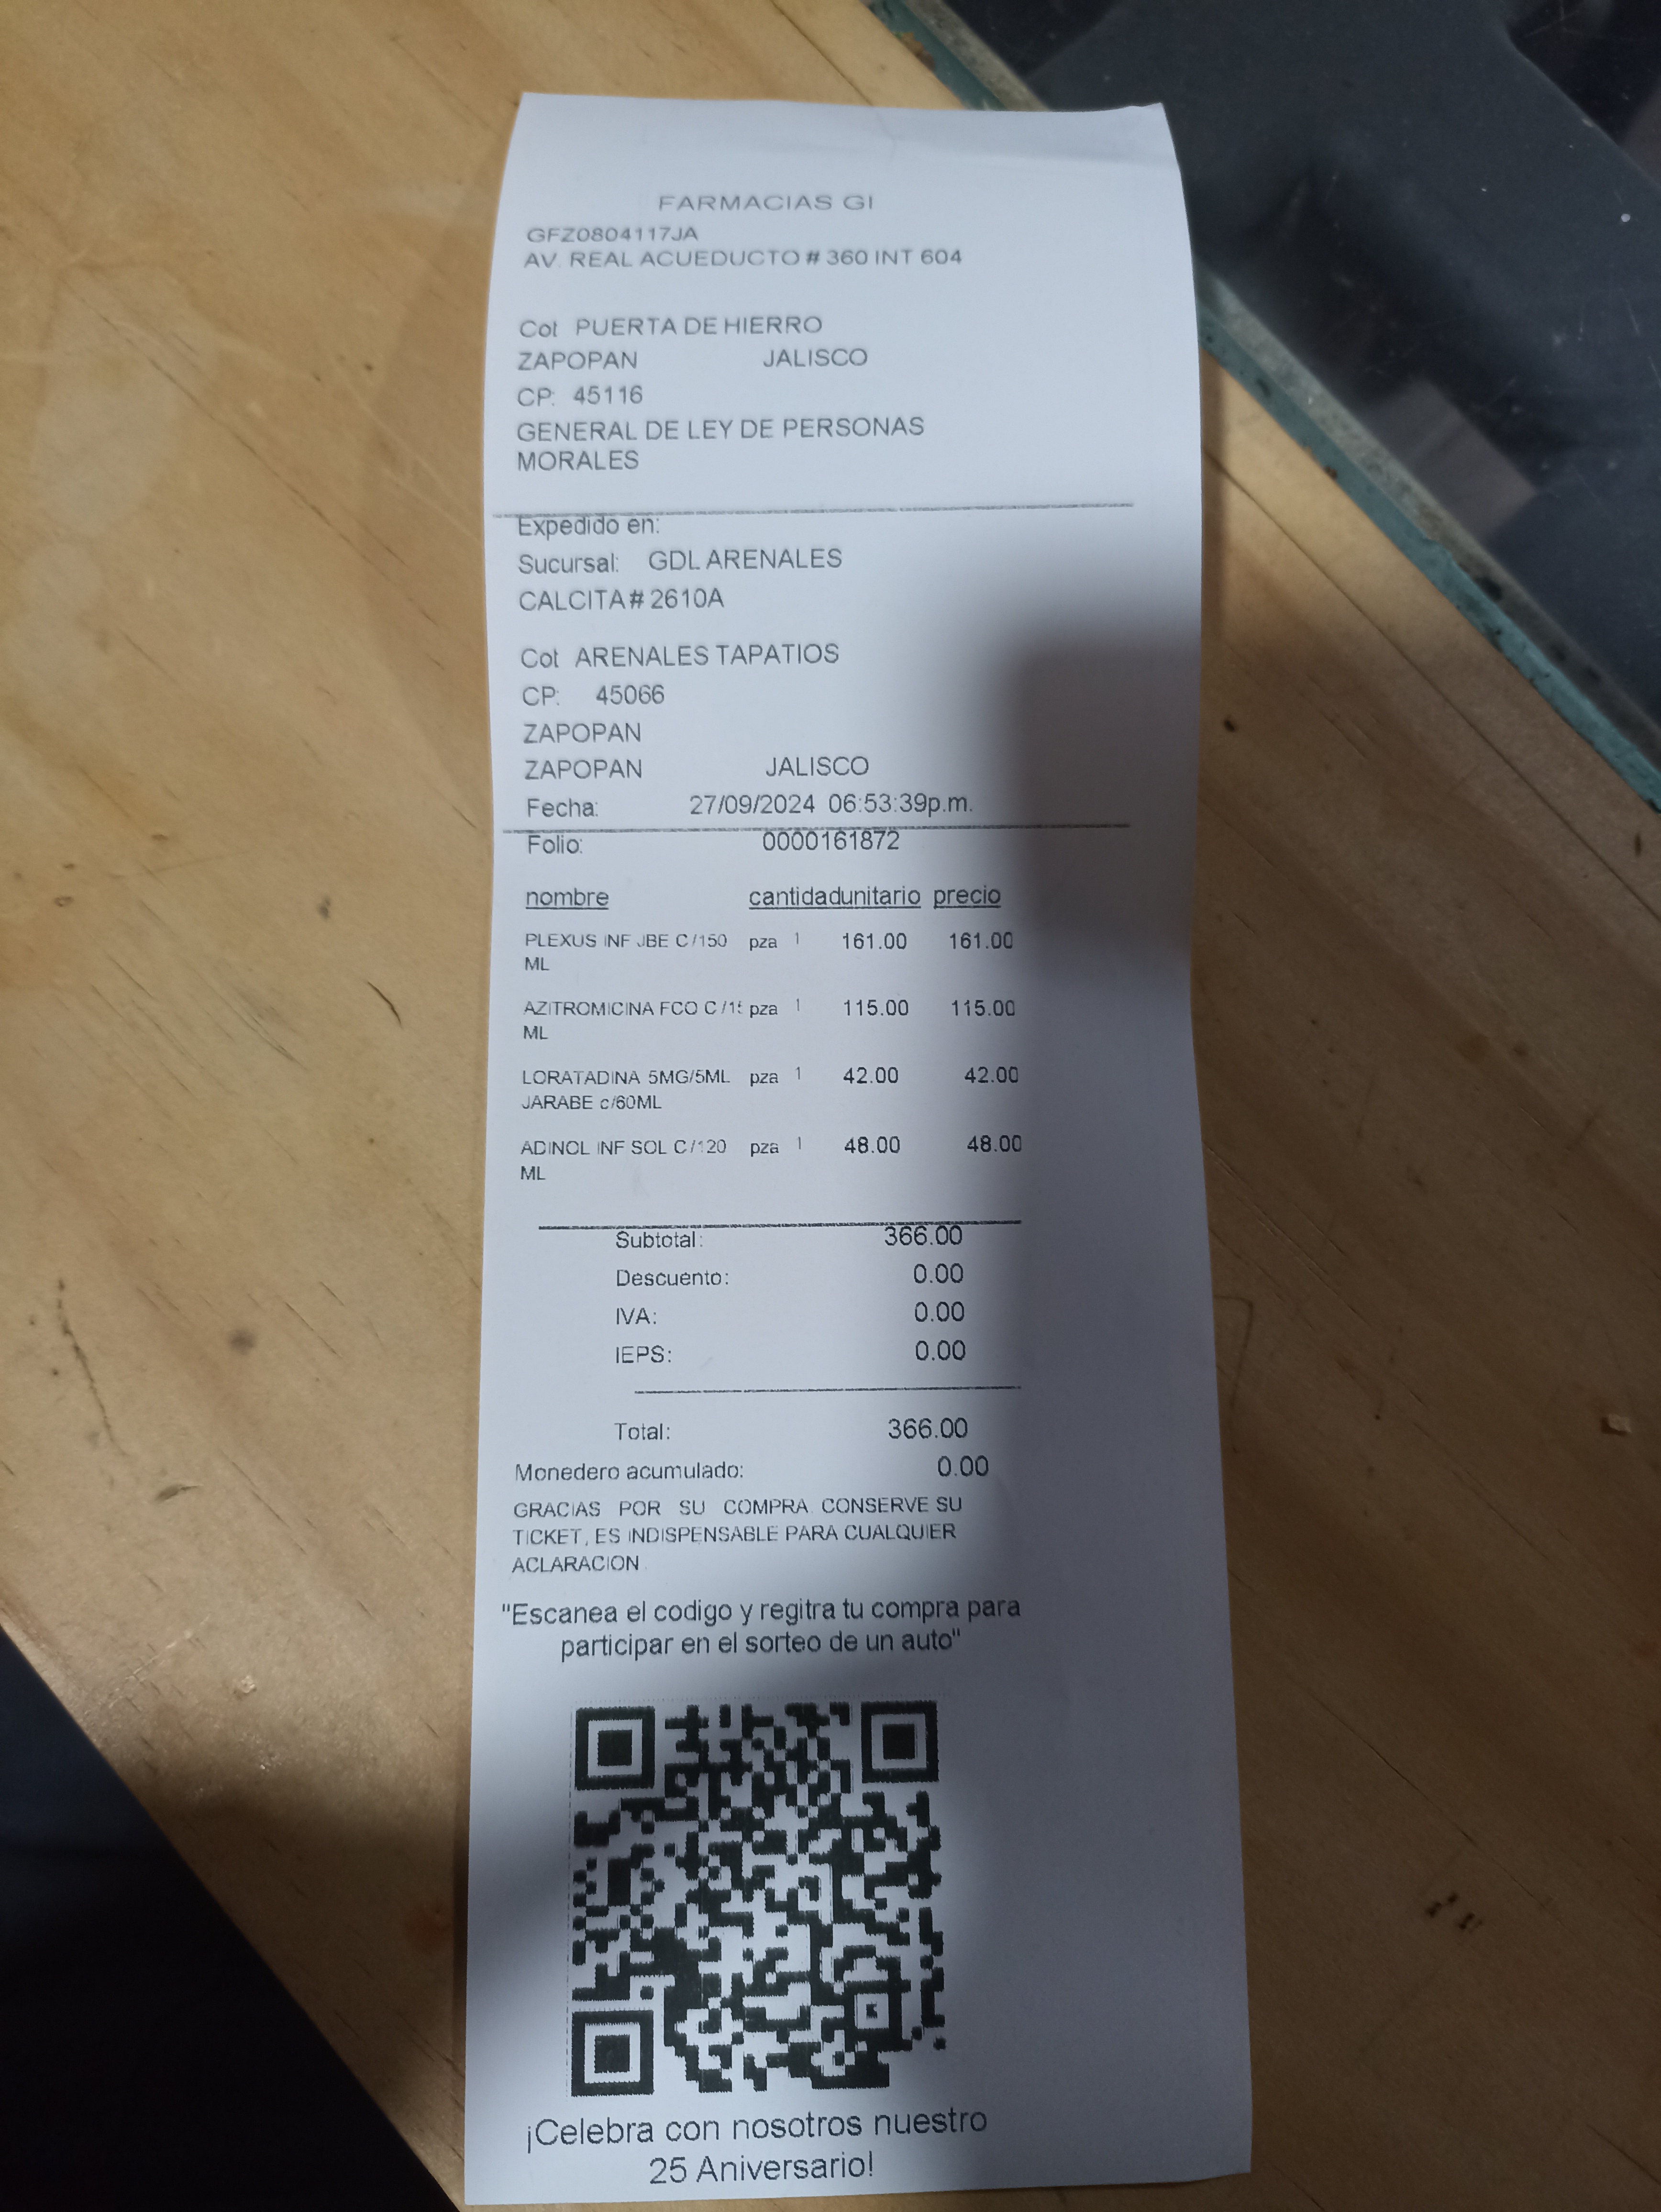 FARMACIAS GI
GFZ0804117JA
AV. REAL ACUEDUCTO # 360 INT 604
Col PUERTA DE HIERRO
ZAPOPAN JALISCO
CP: 45116
GENERAL DE LEY DE PERSONAS
MORALES
Expedido en:
Sucursal: GDL ARENALES
CALCITA # 2610A
Col ARENALES TAPATIOS
CP: 45066
ZAPOPAN
ZAPOPAN JALISCO
Fecha: 27/09/2024 06:53:39p.m.
Folio: 0000161872
nombre cantidadunitario precio
PLEXUS INF JBE C/150 pza 1 161.00 161.00
ML
AZITROMICINA FCO C/15 pza 1 115.00 115.00
ML
LORATADINA 5MG/5ML pza 1 42.00 42.00
JARABE c/60ML
ADINOL INF SOL C/120 pza 1 48.00 48.00
ML
Subtotal: 366.00
Descuento: 0.00
IVA: 0.00
IEPS: 0.00
Total: 366.00
Monedero acumulado: 0.00
GRACIAS POR SU COMPRA. CONSERVE SU
TICKET, ES INDISPENSABLE PARA CUALQUIER
ACLARACION.
"Escanea el codigo y regitra tu compra para
participar en el sorteo de un auto"
¡Celebra con nosotros nuestro
25 Aniversario!